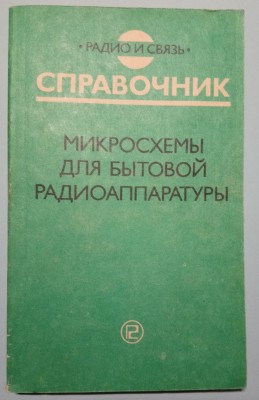 • РАДИО И СВЯЗЬ •
СПРАВОЧНИК
МИКРОСХЕМЫ
ДЛЯ БЫТОВОЙ
РАДИОАППАРАТУРЫ